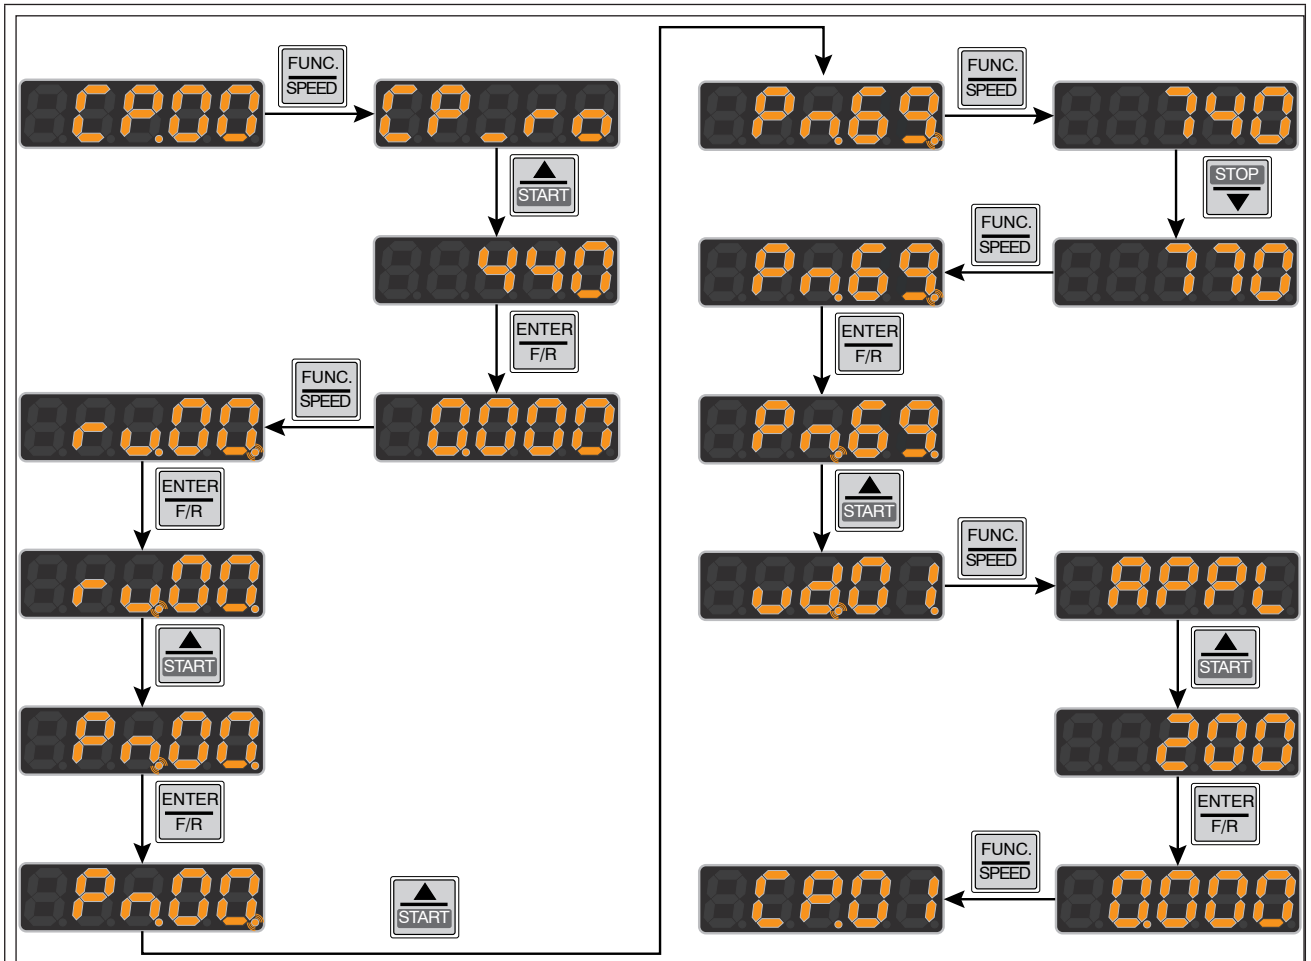 CP.00
FUNC.
SPEED
CP_ro
START
440
ENTER
F/R
0.000
FUNC.
SPEED
ru.00.
ENTER
F/R
ru.00.
START
Pn.00.
ENTER
F/R
Pn.00.
START
Pn.69.
FUNC.
SPEED
740
STOP
770
FUNC.
SPEED
Pn.69.
ENTER
F/R
Pn.69.
START
ud.01.
FUNC.
SPEED
APPL
START
200
ENTER
F/R
0.000
FUNC.
SPEED
CP.01